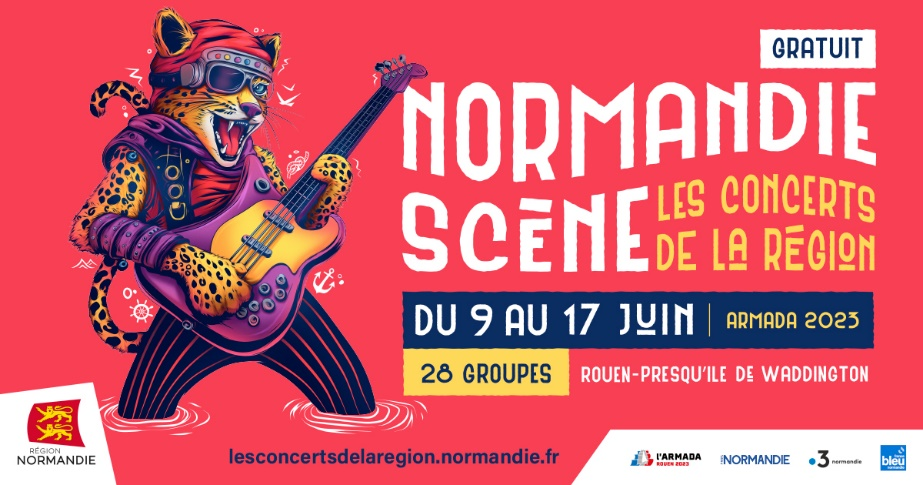 GRATUIT
NORMANDIE
SCÈNE
LES CONCERTS
DE LA RÉGION
DU 9 AU 17 JUIN | ARMADA 2023
28 GROUPES
ROUEN-PRESQU'ILE DE WADDINGTON
RÉGION
NORMANDIE
lesconcertsdelaregion.normandie.fr
L'ARMADA
ROUEN 2023
NORMANDIE
3 normandie
bleu